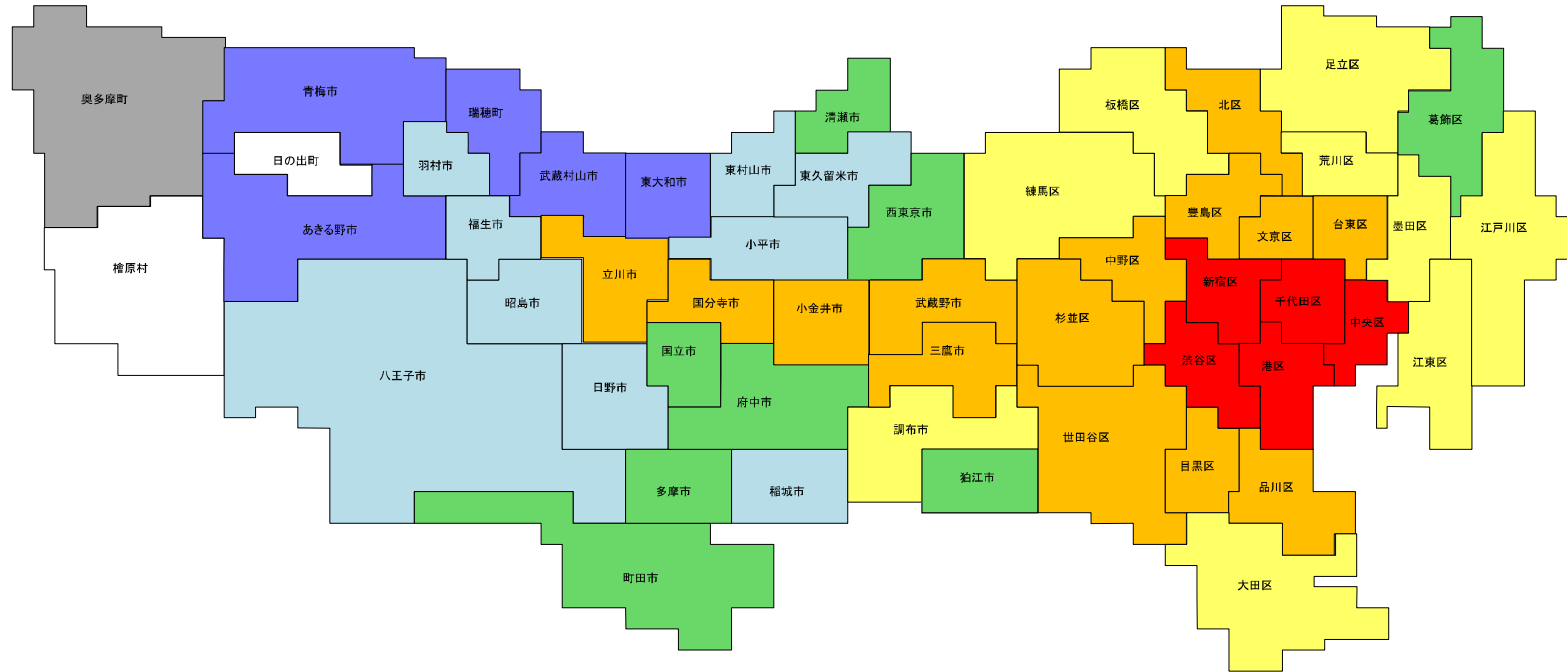 足立区
奥多摩町
青梅市
瑞穂町
板橋区
北区
清瀬市
葛飾区
日の出町
羽村市
武蔵村山市
東大和市
東村山市
東久留米市
荒川区
練馬区
西東京市
豊島区
福生市
あきる野市
小平市
文京区
台東区
墨田区
江戸川区
檜原村
立川市
中野区
昭島市
国分寺市
小金井市
武蔵野市
杉並区
新宿区
千代田区
中央区
国立市
三鷹市
渋谷区
港区
江東区
八王子市
日野市
府中市
調布市
世田谷区
目黒区
狛江市
多摩市
稲城市
品川区
町田市
大田区